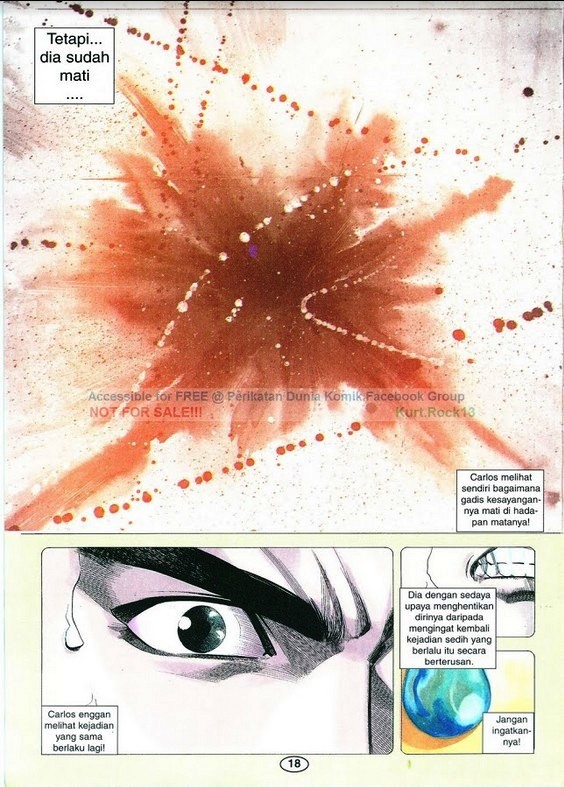 Tetapi...
dia sudah
mati
....
Accessible for FREE @ Perikatan Dunia Komik Facebook Group
NOT FOR SALE!!!
Kurt.Rock13
Carlos melihat
sendiri bagaimana
gadis kesayangan-
nya mati di hada-
pan matanya!
Dia dengan sedaya
upaya menghentikan
dirinya daripada
mengingat kembali
kejadian sedih yang
berlalu itu secara
berterusan.
Carlos enggan
melihat kejadian
yang sama
berlaku lagi!
Jangan
ingatkan-
nya!
18